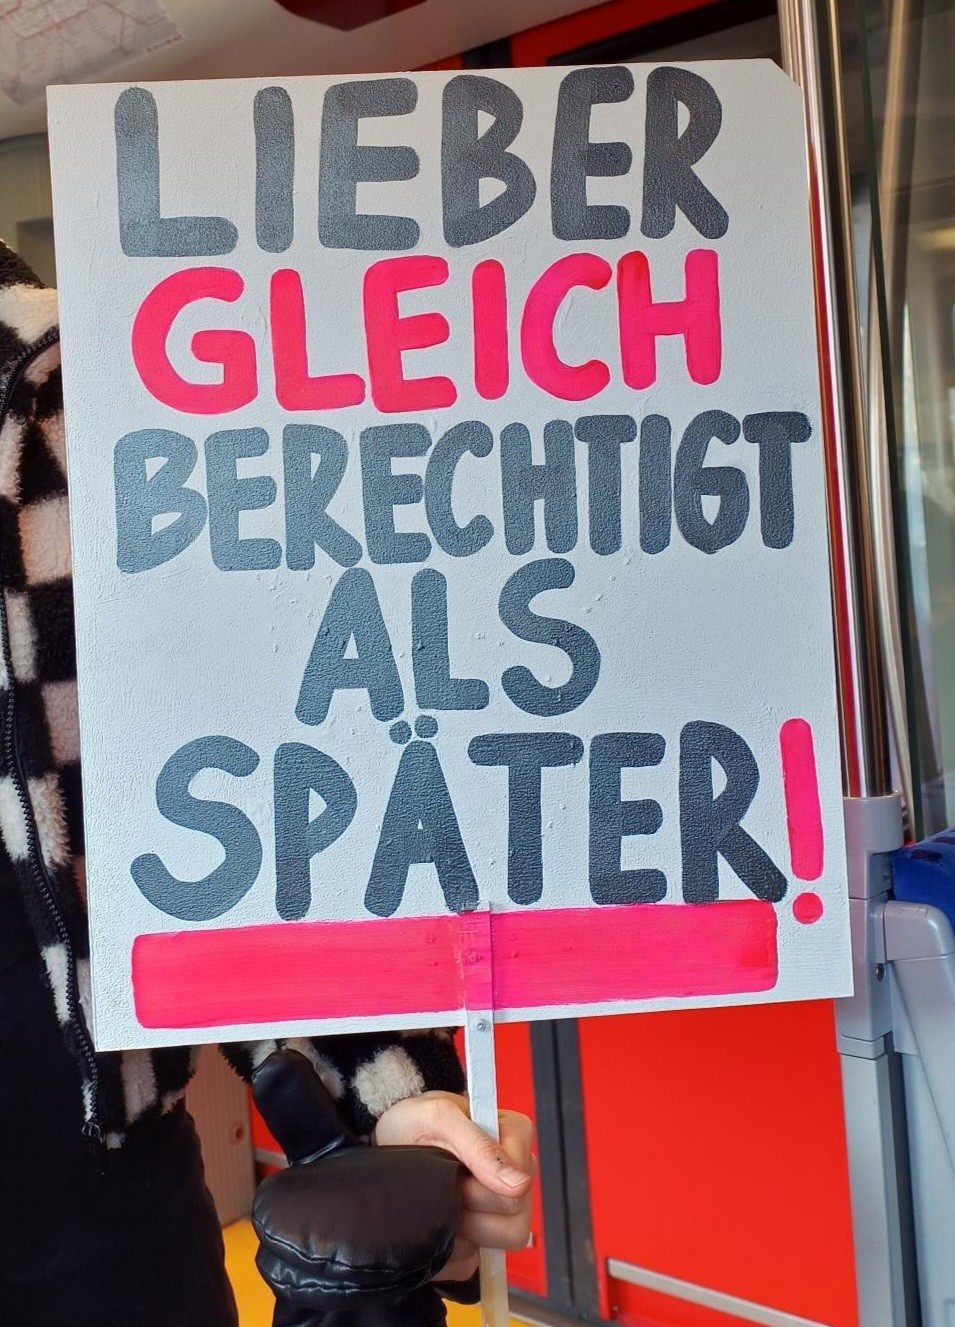 LIEBER
GLEICH
BERECHTIGT
ALS
SPÄTER!